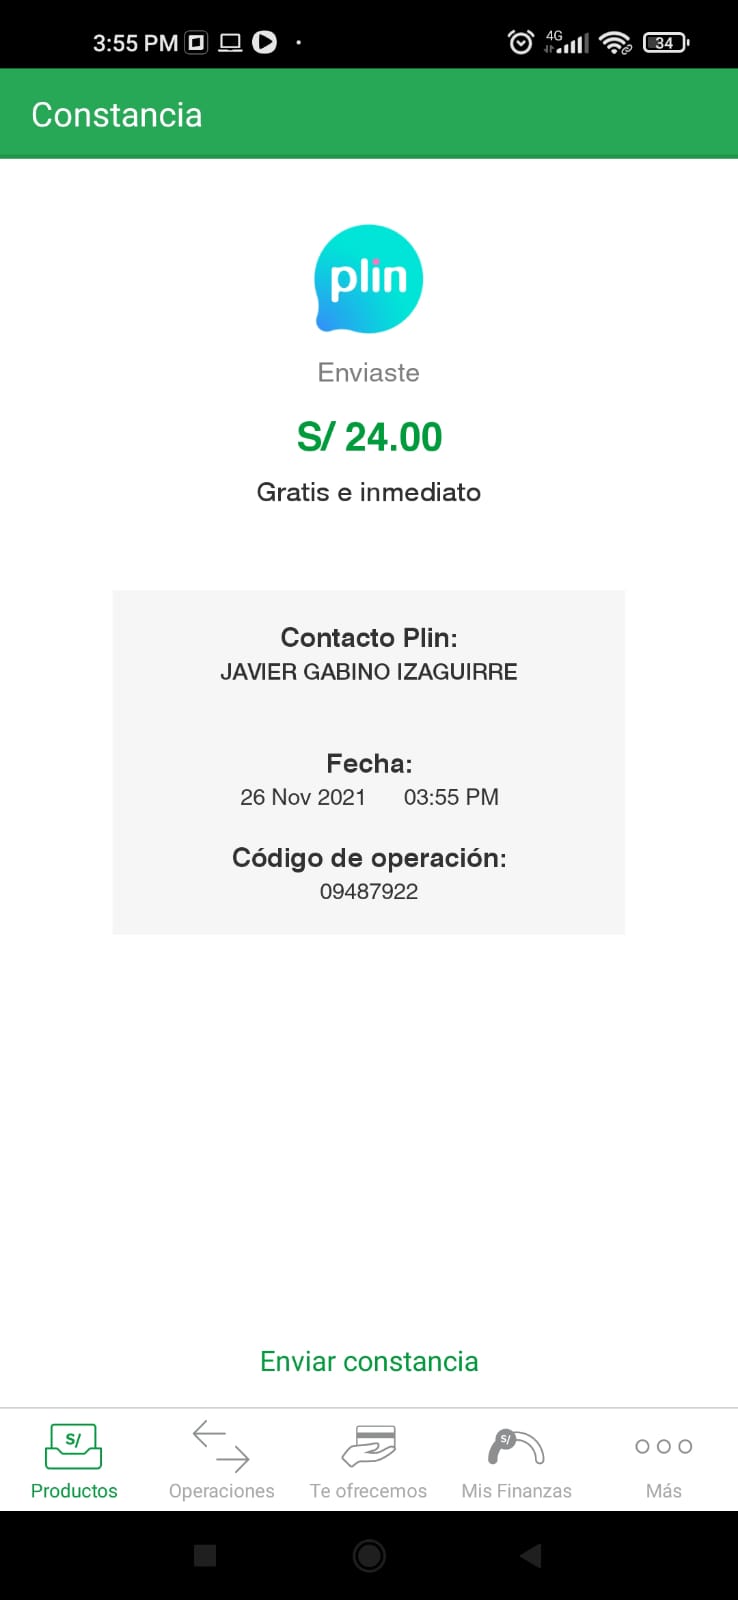 3:55 PM
4G
34
Constancia
plin
Enviaste
S/ 24.00
Gratis e inmediato
Contacto Plin:
JAVIER GABINO IZAGUIRRE
Fecha:
26 Nov 2021 03:55 PM
Código de operación:
09487922
Enviar constancia
S/
S/
Productos Operaciones Te ofrecemos Mis Finanzas Más